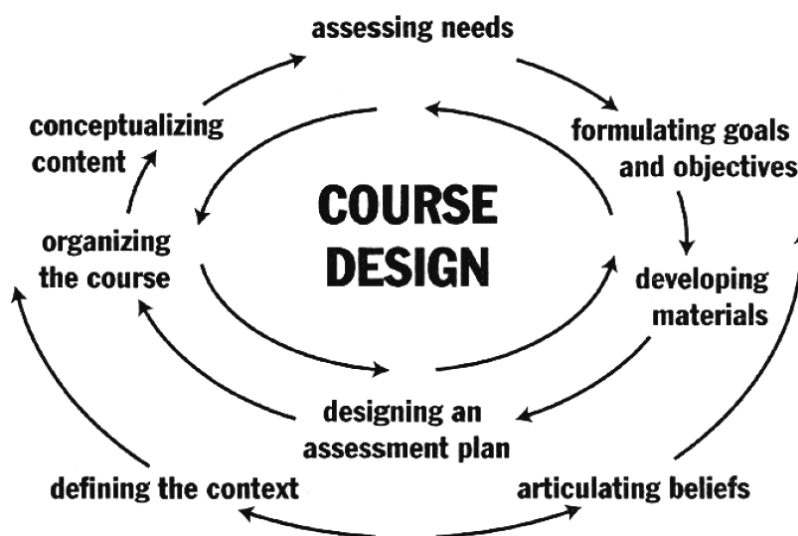 assessing needs
conceptualizing
content
formulating goals
and objectives
COURSE
DESIGN
organizing
the course
developing
materials
designing an
assessment plan
defining the context
articulating beliefs